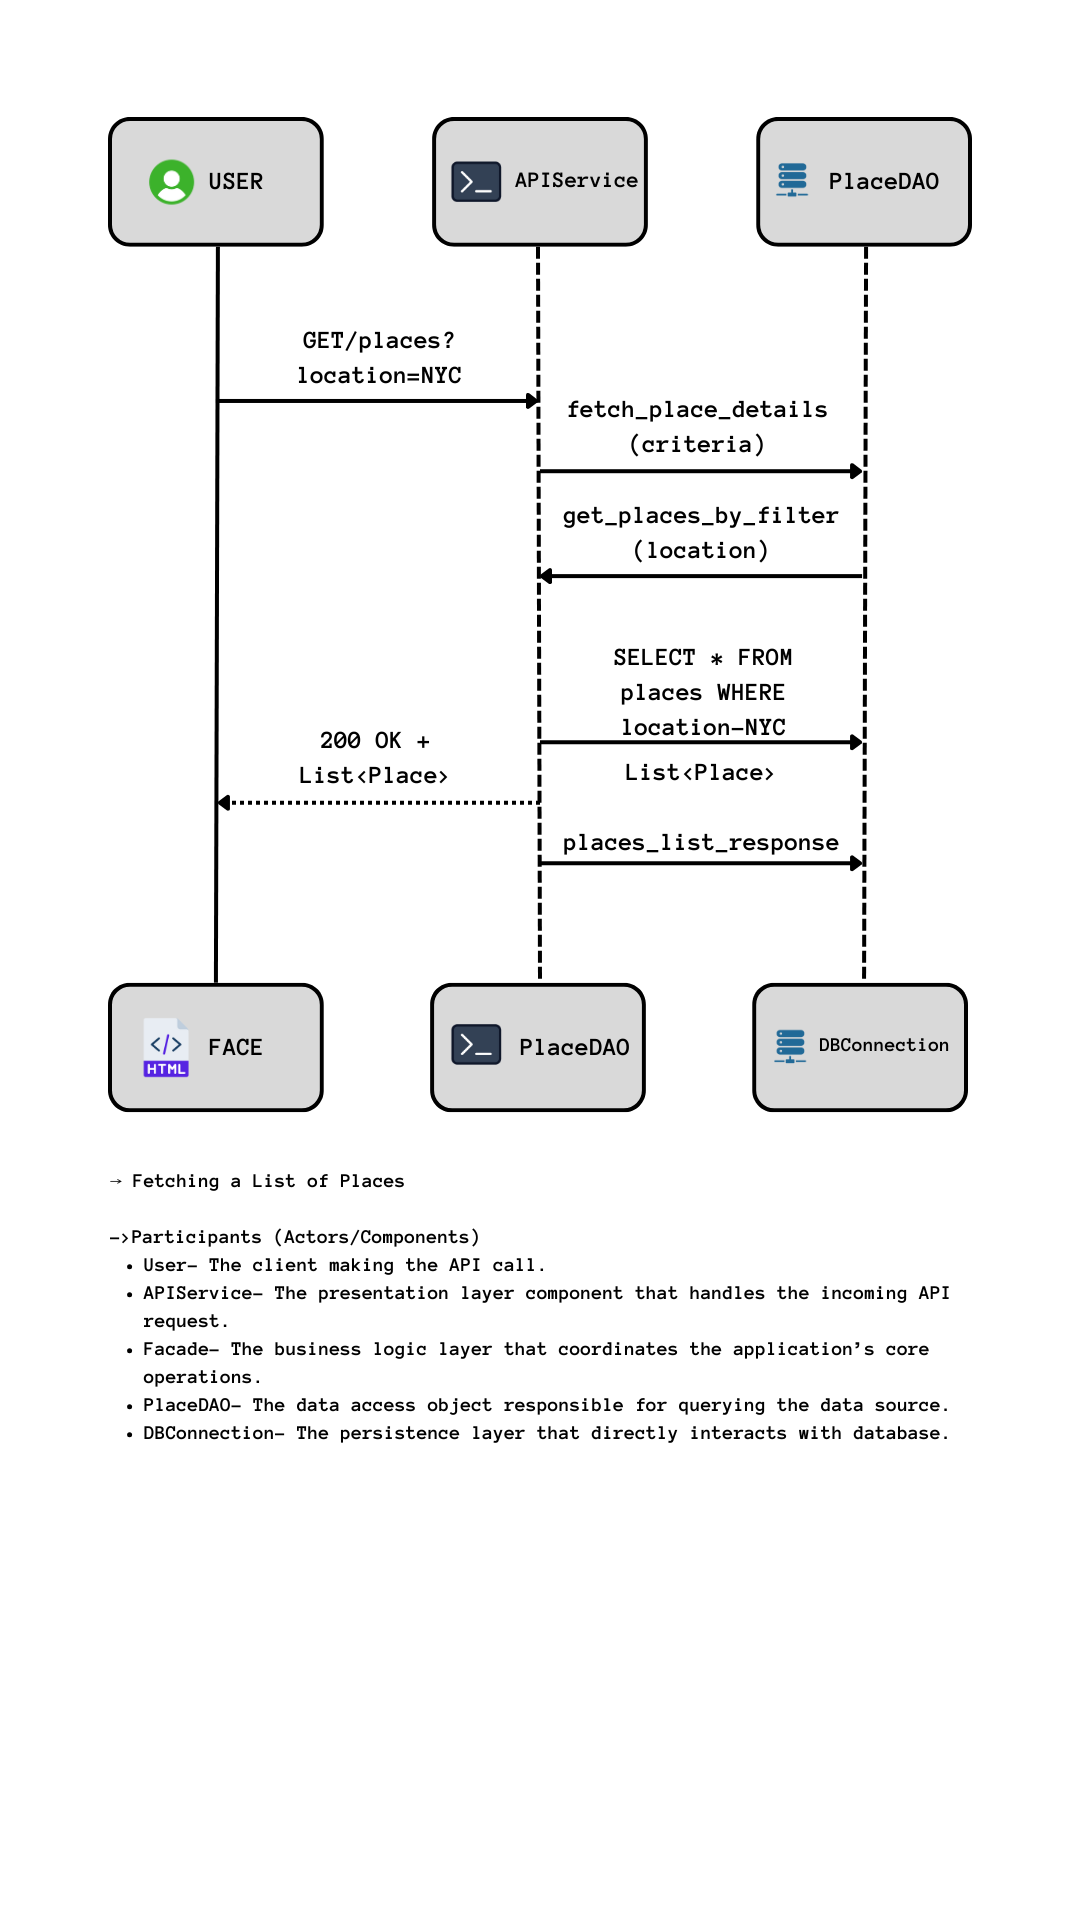 USER
APIService
PlaceDAO
GET/places?
location=NYC
fetch_place_details
(criteria)
get_places_by_filter
(location)
SELECT * FROM
places WHERE
location-NYC
200 OK +
List<Place>
List<Place>
places_list_response
</>
HTML
FACE
>_
PlaceDAO
DBConnection
→ Fetching a List of Places
->Participants (Actors/Components)
• User- The client making the API call.
• APIService- The presentation layer component that handles the incoming API
request.
• Facade- The business logic layer that coordinates the application’s core
operations.
• PlaceDAO- The data access object responsible for querying the data source.
• DBConnection- The persistence layer that directly interacts with database.